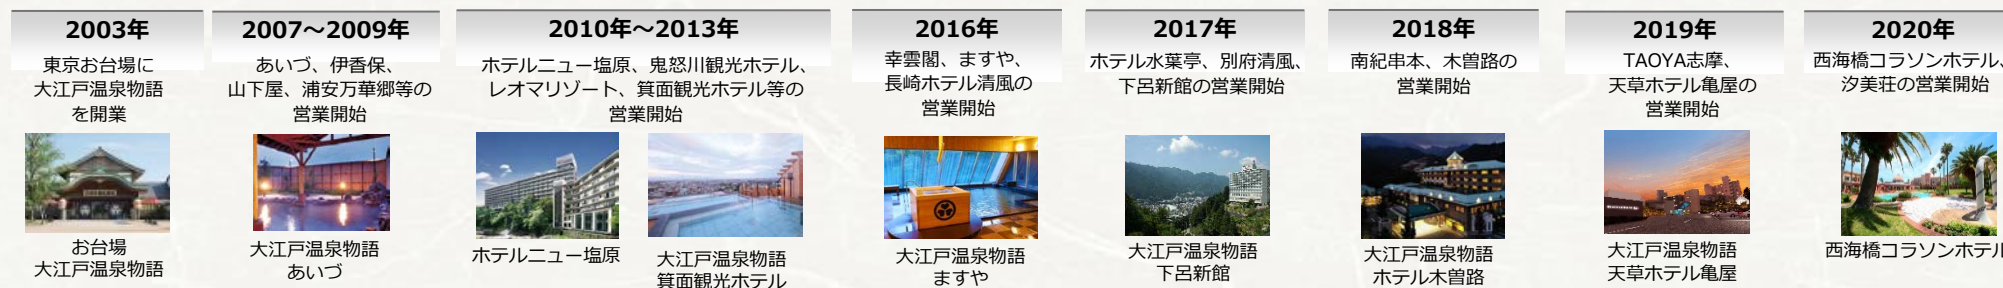 2003年
東京お台場に
大江戸温泉物語
を開業
お台場
大江戸温泉物語
2007～2009年
あいづ、伊香保、
山下屋、浦安万華郷等の
営業開始
大江戸温泉物語
あいづ
2010年～2013年
ホテルニュー塩原、鬼怒川観光ホテル、
レオマリゾート、箕面観光ホテル等の
営業開始
ホテルニュー塩原
大江戸温泉物語
箕面観光ホテル
2016年
幸雲閣、ますや、
長崎ホテル清風の
営業開始
大江戸温泉物語
ますや
2017年
ホテル水葉亭、別府清風、
下呂新館の営業開始
大江戸温泉物語
下呂新館
2018年
南紀串本、木曽路の
営業開始
大江戸温泉物語
ホテル木曽路
2019年
TAOYA志摩、
天草ホテル亀屋の
営業開始
大江戸温泉物語
天草ホテル亀屋
2020年
西海橋コラソンホテル、
汐美荘の営業開始
西海橋コラソンホテル